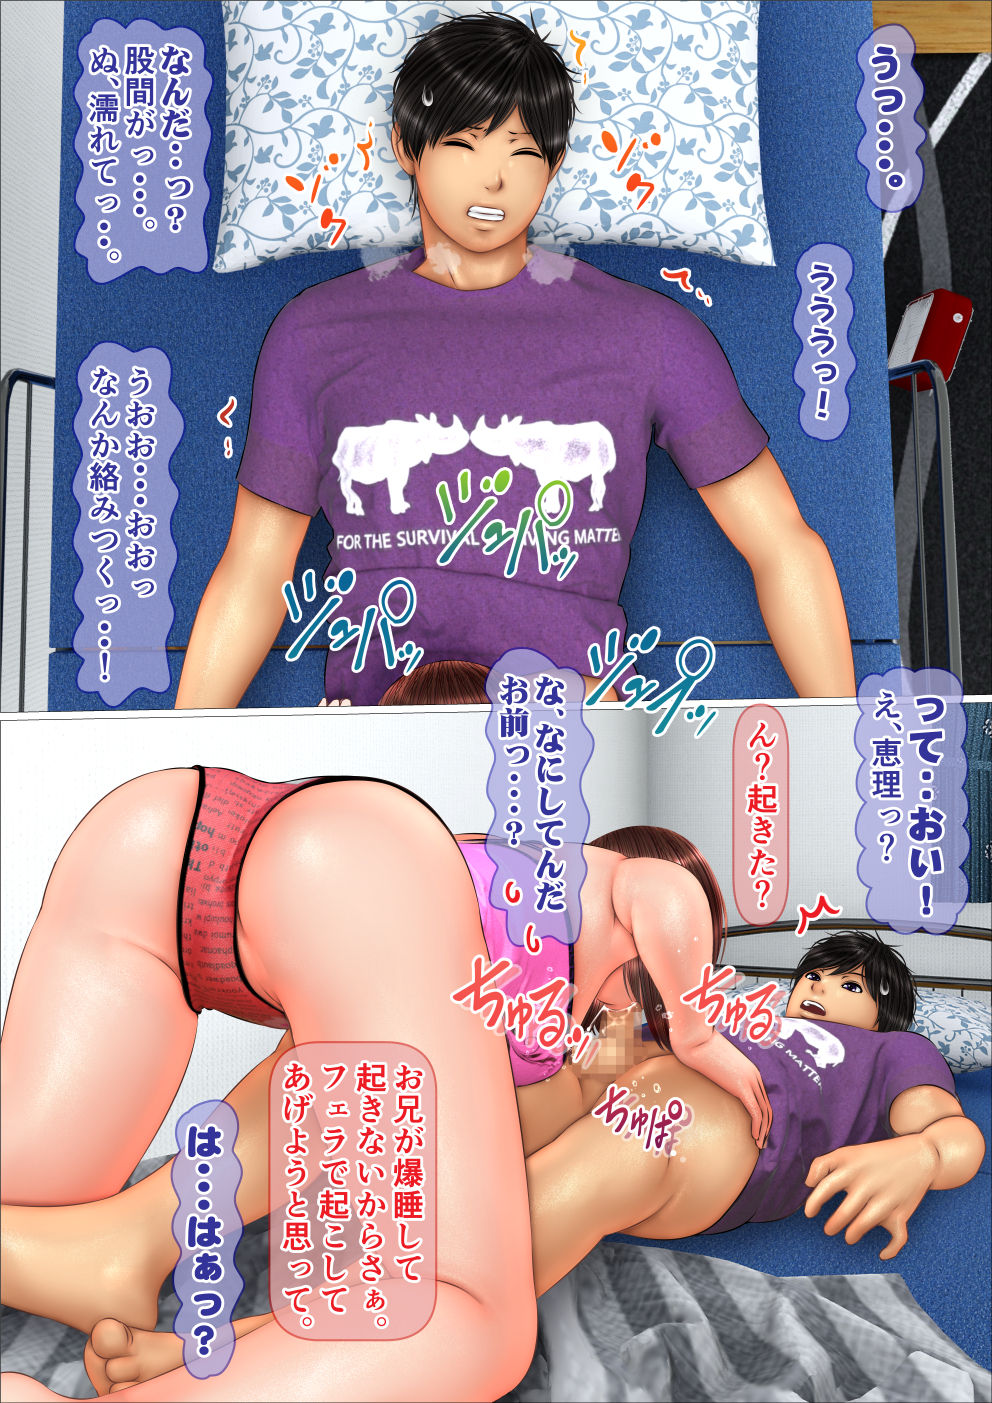 うっ‥‥。
うううっ！
なんだ‥っ？
股間がっ‥‥。
ぬ、濡れてっ‥‥。
うおお‥‥おおっ
なんか絡みつくっ‥‥！
ゾク
ゾク
FOR THE SURVIVAL
MATTE
ジュパッ
ジュパッ
ジュパッ
って‥おい！
え、恵理っ？
ん？起きた？
な、なにしてんだ
お前っ‥‥‥？
ちゅるッ
ちゅる
ちゅぱ
お兄が爆睡して
起きないからさぁ。
フェラで起こして
あげようと思って。
は‥‥はぁっ？